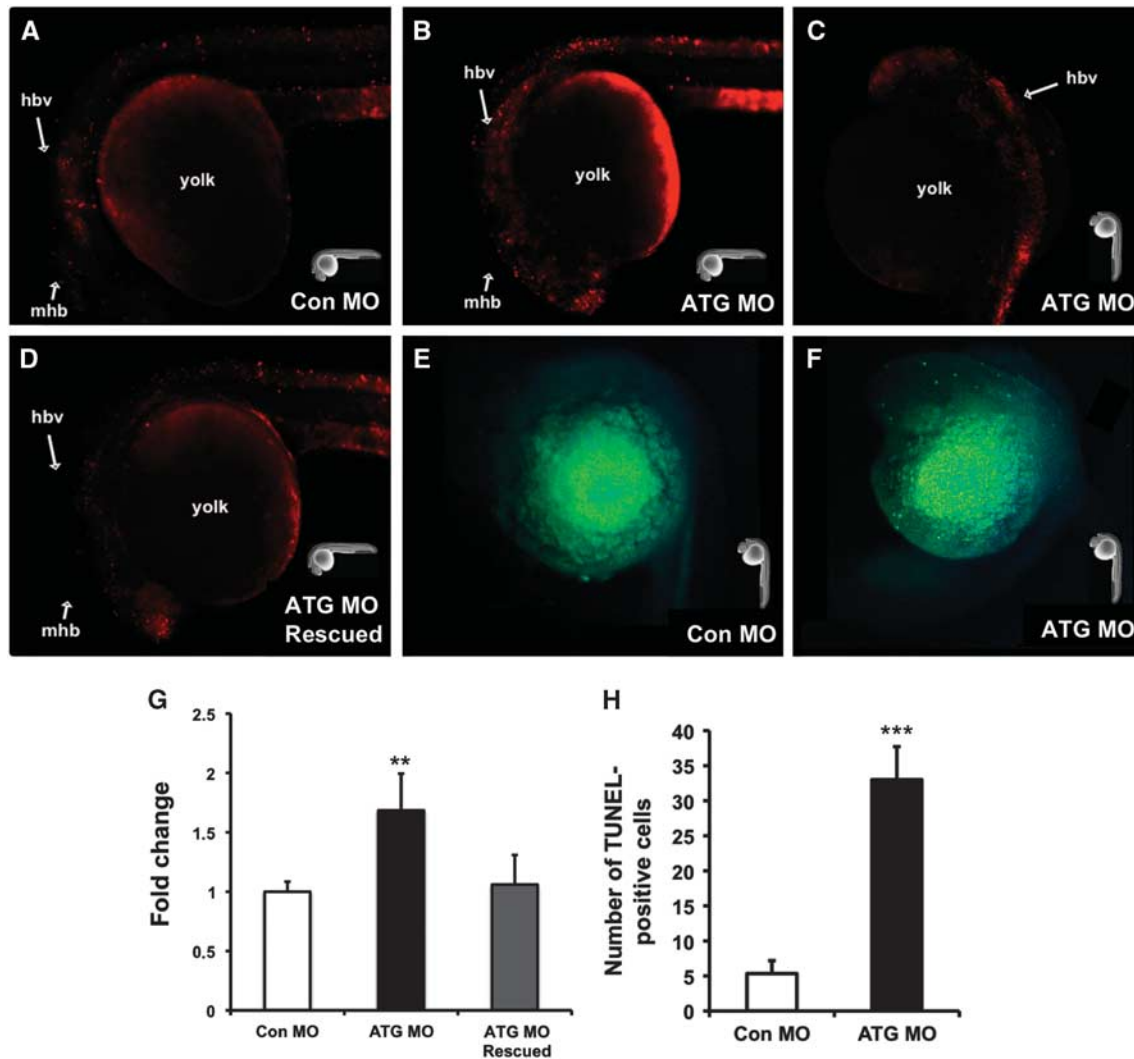 A
hbv
yolk
mhb
Con MO
B
hbv
yolk
mhb
ATG MO
C
hbv
yolk
ATG MO
D
hbv
yolk
mhb
ATG MO
Rescued
E
Con MO
F
ATG MO
G
Fold change
2.5
2
1.5
1
0.5
0
**
Con MO
ATG MO
ATG MO
Rescued
H
Number of TUNEL-
positive cells
40
35
30
25
20
15
10
5
0
***
Con MO
ATG MO